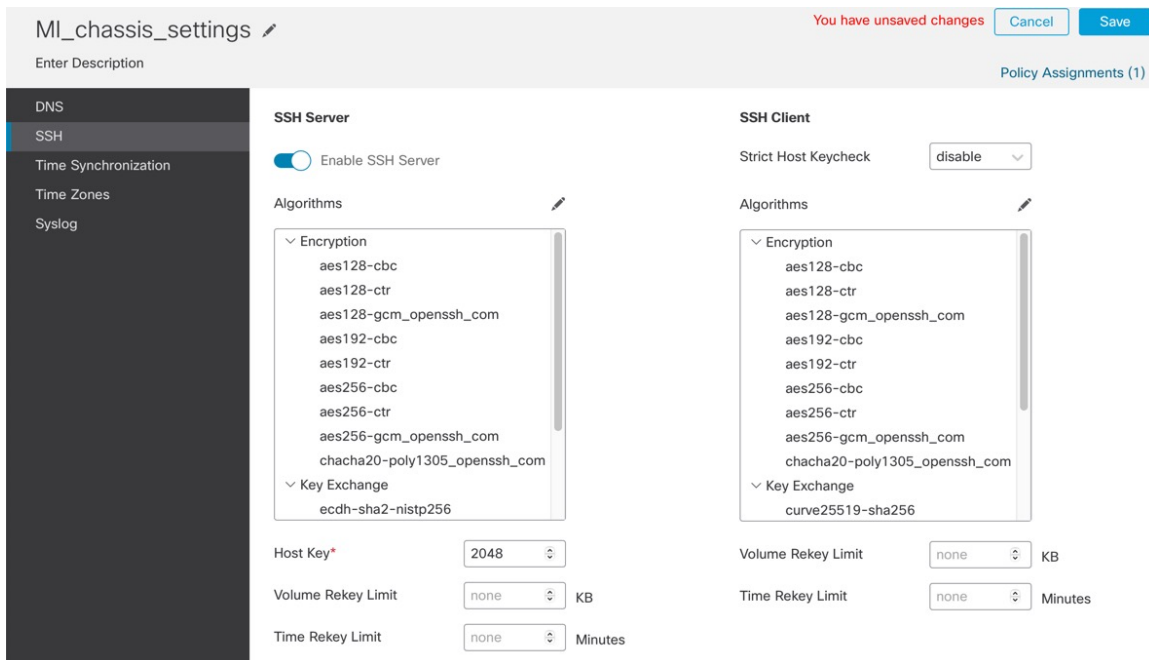 MI_chassis_settings
You have unsaved changes Cancel Save
Enter Description
Policy Assignments (1)
DNS
SSH
Time Synchronization
Time Zones
Syslog
SSH Server
Enable SSH Server
Algorithms
Encryption
aes128-cbc
aes128-ctr
aes128-gcm_openssh_com
aes192-cbc
aes192-ctr
aes256-cbc
aes256-ctr
aes256-gcm_openssh_com
chacha20-poly1305_openssh_com
Key Exchange
ecdh-sha2-nistp256
Host Key* 2048
Volume Rekey Limit none KB
Time Rekey Limit none Minutes
SSH Client
Strict Host Keycheck disable
Algorithms
Encryption
aes128-cbc
aes128-ctr
aes128-gcm_openssh_com
aes192-cbc
aes192-ctr
aes256-cbc
aes256-ctr
aes256-gcm_openssh_com
chacha20-poly1305_openssh_com
Key Exchange
curve25519-sha256
Volume Rekey Limit none KB
Time Rekey Limit none Minutes